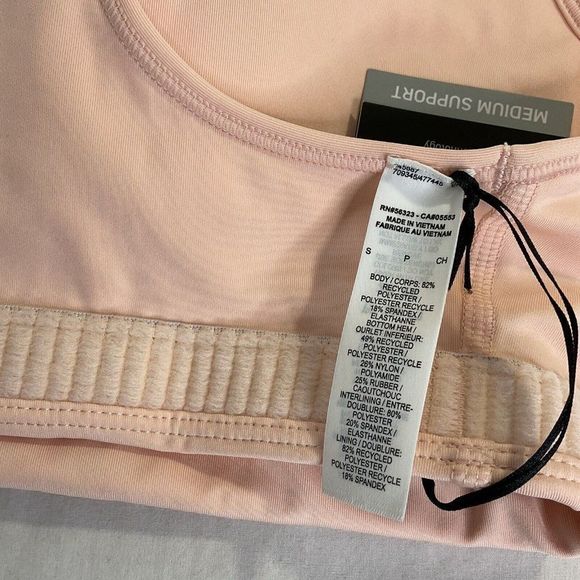 MEDIUM SUPPORT
709345/477448
RN#56323 - CA#05553
MADE IN VIETNAM
FABRIQUE AU VIETNAM
S P CH
BODY / CORPS: 82%
RECYCLED
POLYESTER /
POLYESTER RECYCLE
18% SPANDEX /
ELASTHANNE
BOTTOM HEM /
OURLET INFERIEUR:
49% RECYCLED
POLYESTER /
POLYESTER RECYCLE
26% NYLON /
POLYAMIDE
25% RUBBER /
CAOUTCHOUC
INTERLINING / ENTRE-
DOUBLURE: 80%
POLYESTER
20% SPANDEX /
ELASTHANNE
LINING / DOUBLURE:
82% RECYCLED
POLYESTER /
POLYESTER RECYCLE
18% SPANDEX